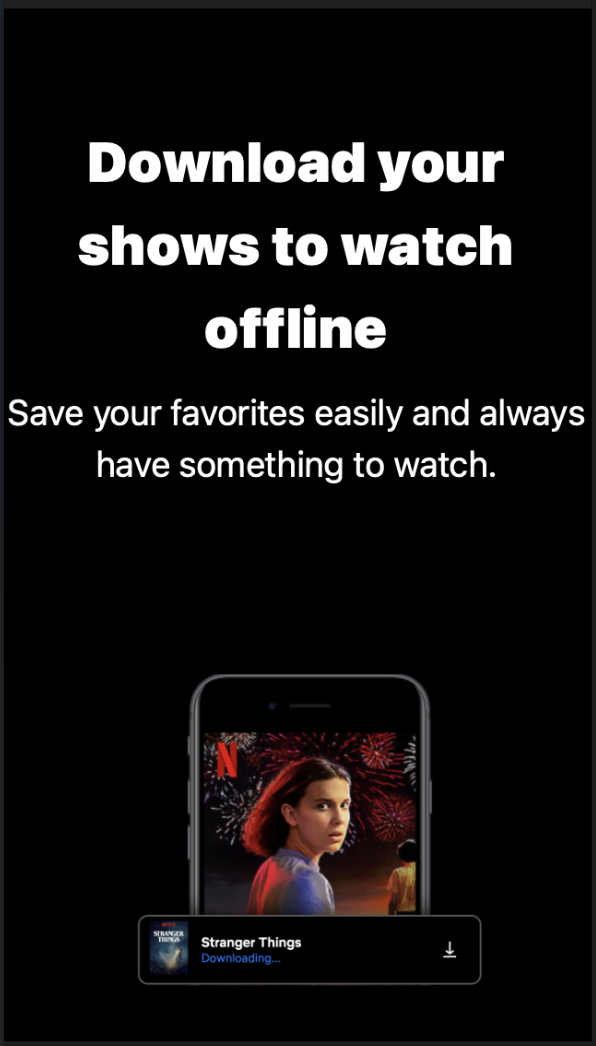 Download your
shows to watch
offline
Save your favorites easily and always
have something to watch.
N
NETFLIX
STRANGER
THINGS
Stranger Things
Downloading...